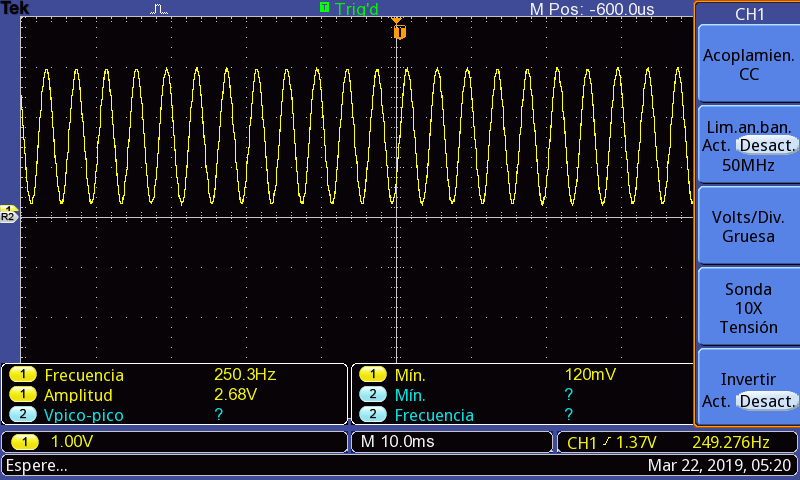 Tek T Trig'd M Pos: -600.0us
CH1
T
Acoplamien.
CC
Lim.an.ban.
Act. Desact.
50MHz
1
R2
Volts/Div.
Gruesa
Sonda
10X
Tensión
Invertir
Act. Desact.
1 Frecuencia 250.3Hz
1 Amplitud 2.68V
2 Vpico-pico ?
1 Mín. 120mV
2 Mín. ?
2 Frecuencia ?
1 1.00V M 10.0ms CH1 1.37V 249.276Hz
Espere... Mar 22, 2019, 05:20